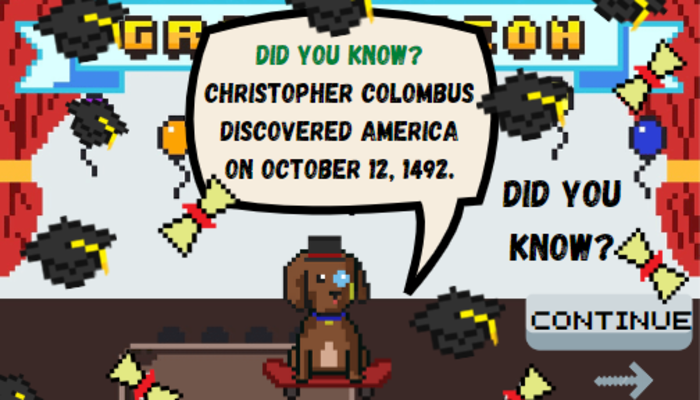 DID YOU KNOW?
CHRISTOPHER COLOMBUS
DISCOVERED AMERICA
ON OCTOBER 12, 1492.
DID YOU
KNOW?
CONTINUE